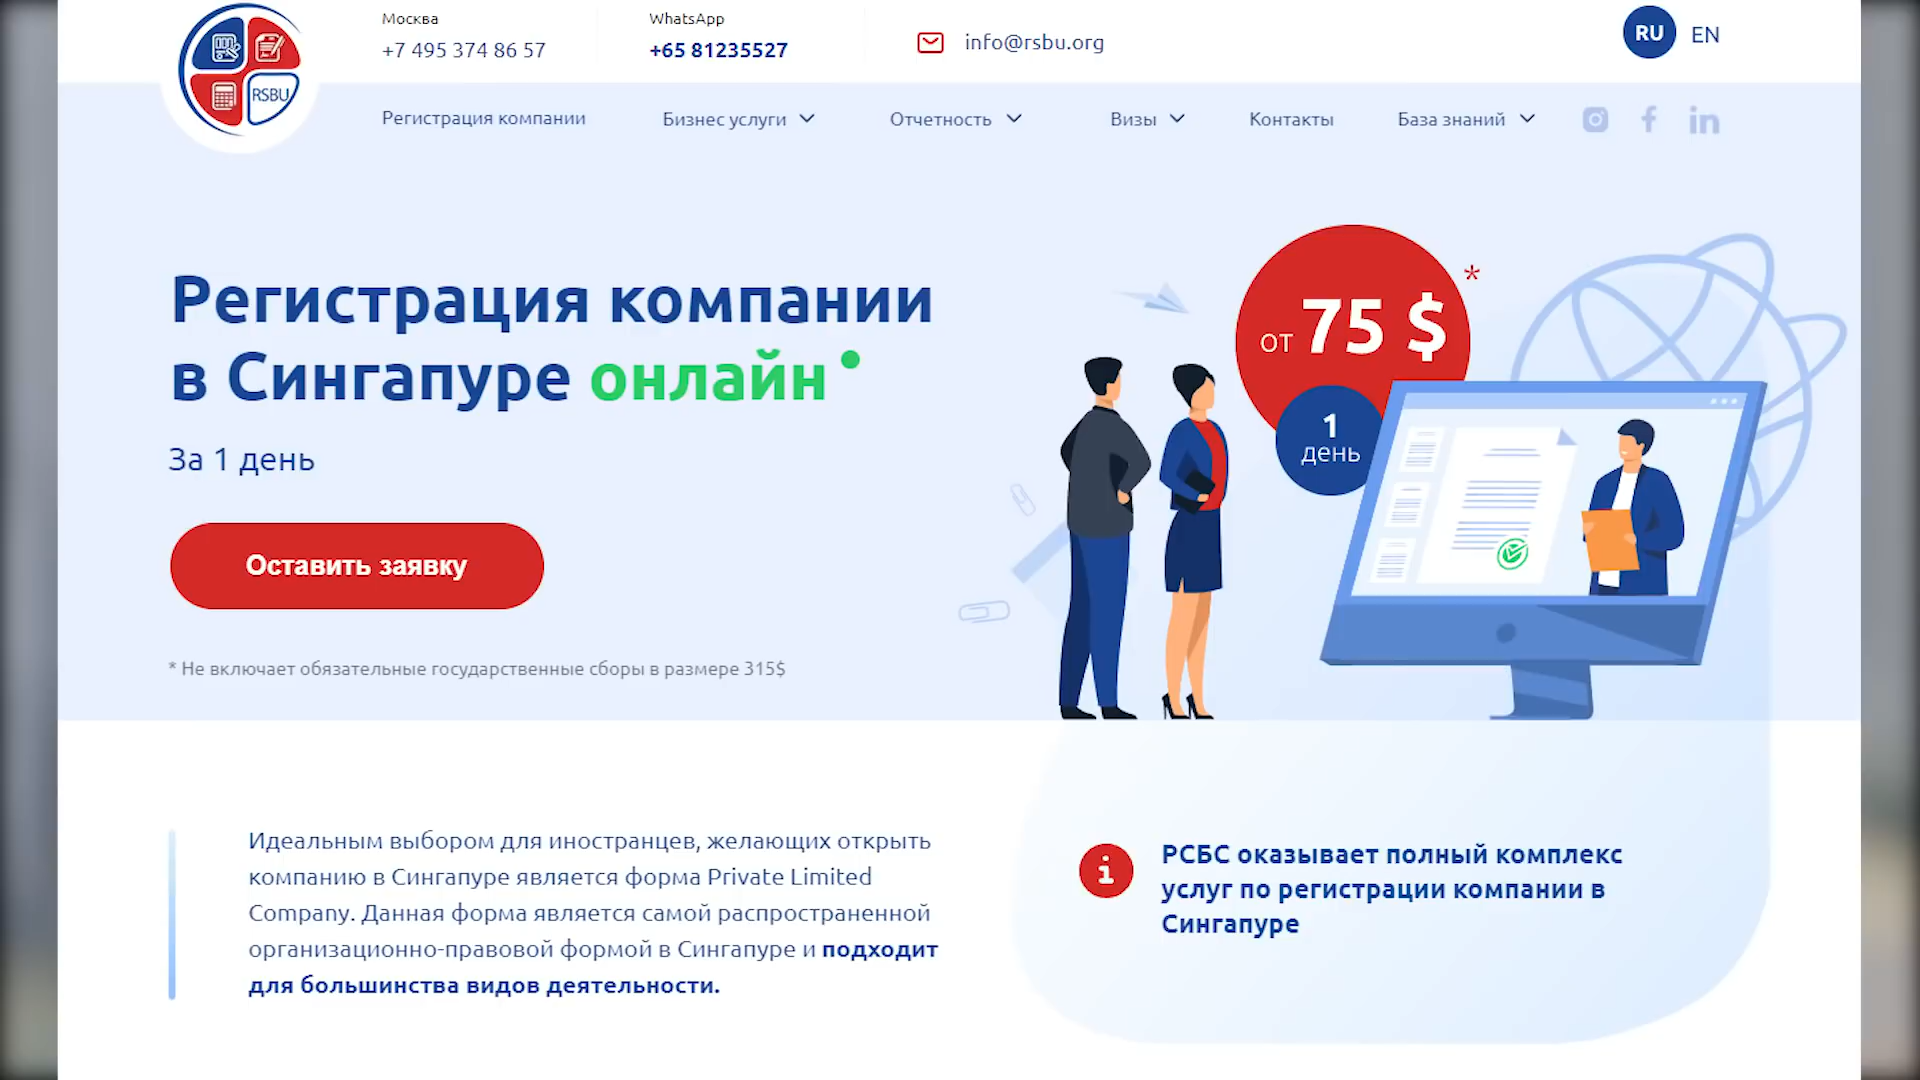 Москва
+7 495 374 86 57
WhatsApp
+65 81235527
info@rsbu.org
RU EN
RSBU
Регистрация компании
Бизнес услуги
Отчетность
Визы
Контакты
База знаний
Регистрация компании
в Сингапуре онлайн
За 1 день
Оставить заявку
* Не включает обязательные государственные сборы в размере 315$
от 75 $ *
1
день
Идеальным выбором для иностранцев, желающих открыть
компанию в Сингапуре является форма Private Limited
Company. Данная форма является самой распространенной
организационно-правовой формой в Сингапуре и подходит
для большинства видов деятельности.
РСБС оказывает полный комплекс
услуг по регистрации компании в
Сингапуре